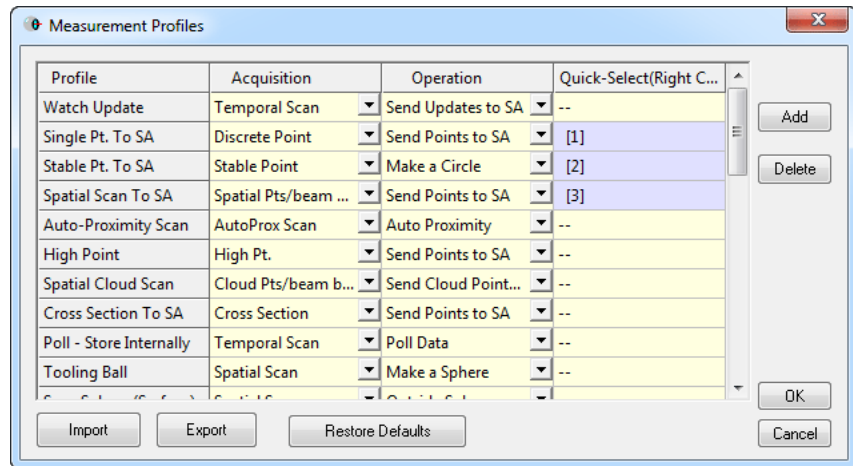 Measurement Profiles
Profile Acquisition Operation Quick-Select(Right C...
Watch Update Temporal Scan Send Updates to SA --
Single Pt. To SA Discrete Point Send Points to SA [1]
Stable Pt. To SA Stable Point Make a Circle [2]
Spatial Scan To SA Spatial Pts/beam ... Send Points to SA [3]
Auto-Proximity Scan AutoProx Scan Auto Proximity --
High Point High Pt. Send Points to SA --
Spatial Cloud Scan Cloud Pts/beam b... Send Cloud Point... --
Cross Section To SA Cross Section Send Points to SA --
Poll - Store Internally Temporal Scan Poll Data --
Tooling Ball Spatial Scan Make a Sphere --
Add
Delete
OK
Cancel
Import Export Restore Defaults